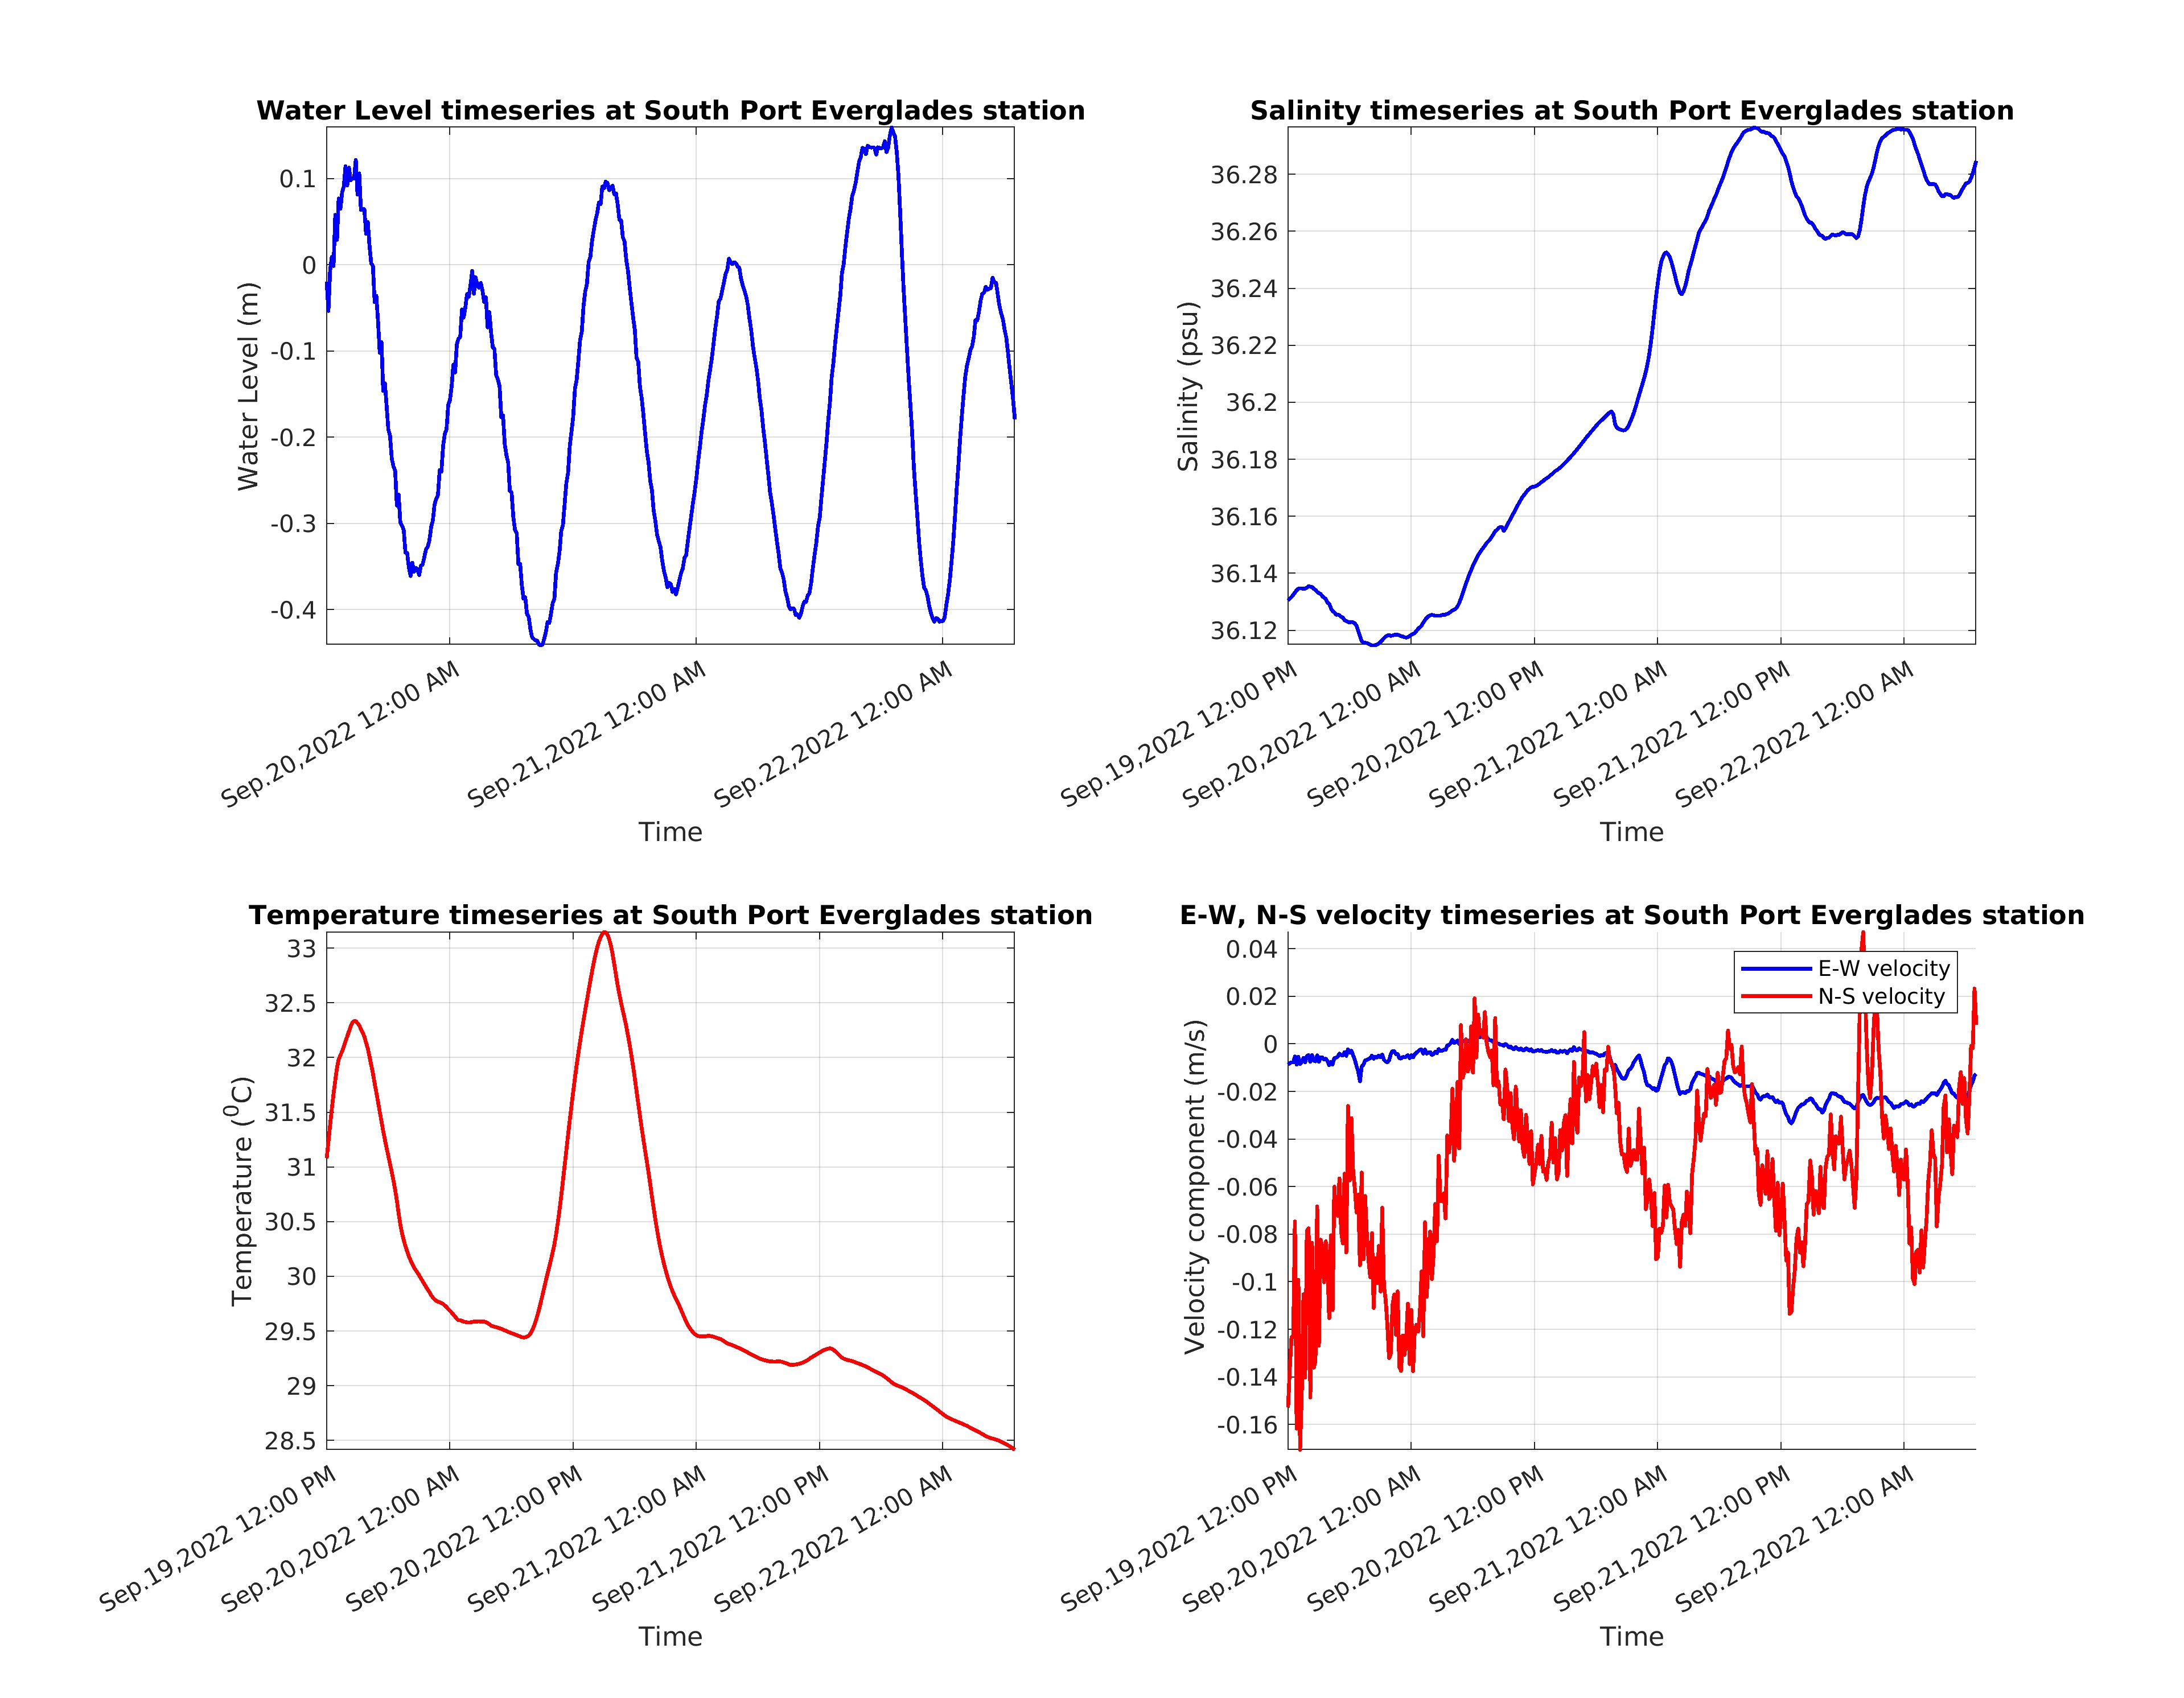 Water Level timeseries at South Port Everglades station
0.1
0
-0.1
-0.2
-0.3
-0.4
Water Level (m)
Sep.20,2022 12:00 AM
Sep.21,2022 12:00 AM
Sep.22,2022 12:00 AM
Time
Salinity timeseries at South Port Everglades station
36.28
36.26
36.24
36.22
36.2
36.18
36.16
36.14
36.12
Salinity (psu)
Sep.19,2022 12:00 PM
Sep.20,2022 12:00 AM
Sep.20,2022 12:00 PM
Sep.21,2022 12:00 AM
Sep.21,2022 12:00 PM
Sep.22,2022 12:00 AM
Time
Temperature timeseries at South Port Everglades station
33
32.5
32
31.5
31
30.5
30
29.5
29
28.5
Temperature (⁰C)
Sep.19,2022 12:00 PM
Sep.20,2022 12:00 AM
Sep.20,2022 12:00 PM
Sep.21,2022 12:00 AM
Sep.21,2022 12:00 PM
Sep.22,2022 12:00 AM
Time
E-W, N-S velocity timeseries at South Port Everglades station
E-W velocity
N-S velocity
0.04
0.02
0
-0.02
-0.04
-0.06
-0.08
-0.1
-0.12
-0.14
-0.16
Velocity component (m/s)
Sep.19,2022 12:00 PM
Sep.20,2022 12:00 AM
Sep.20,2022 12:00 PM
Sep.21,2022 12:00 AM
Sep.21,2022 12:00 PM
Sep.22,2022 12:00 AM
Time